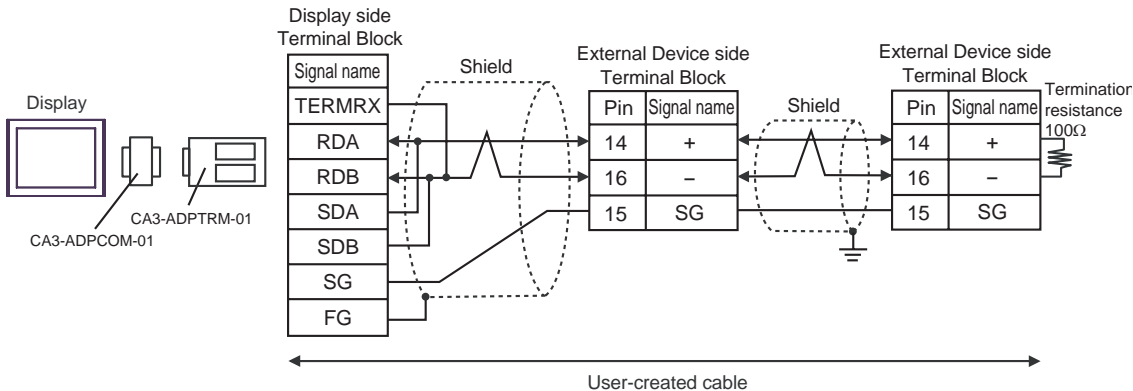 Display side
Terminal Block
Signal name
TERMRX
RDA
RDB
SDA
SDB
SG
FG
Shield
External Device side
Terminal Block
Pin Signal name
14 +
16 –
15 SG
Shield
External Device side
Terminal Block
Pin Signal name
14 +
16 –
15 SG
Termination
resistance
100Ω
Display
CA3-ADPTRM-01
CA3-ADPCOM-01
User-created cable